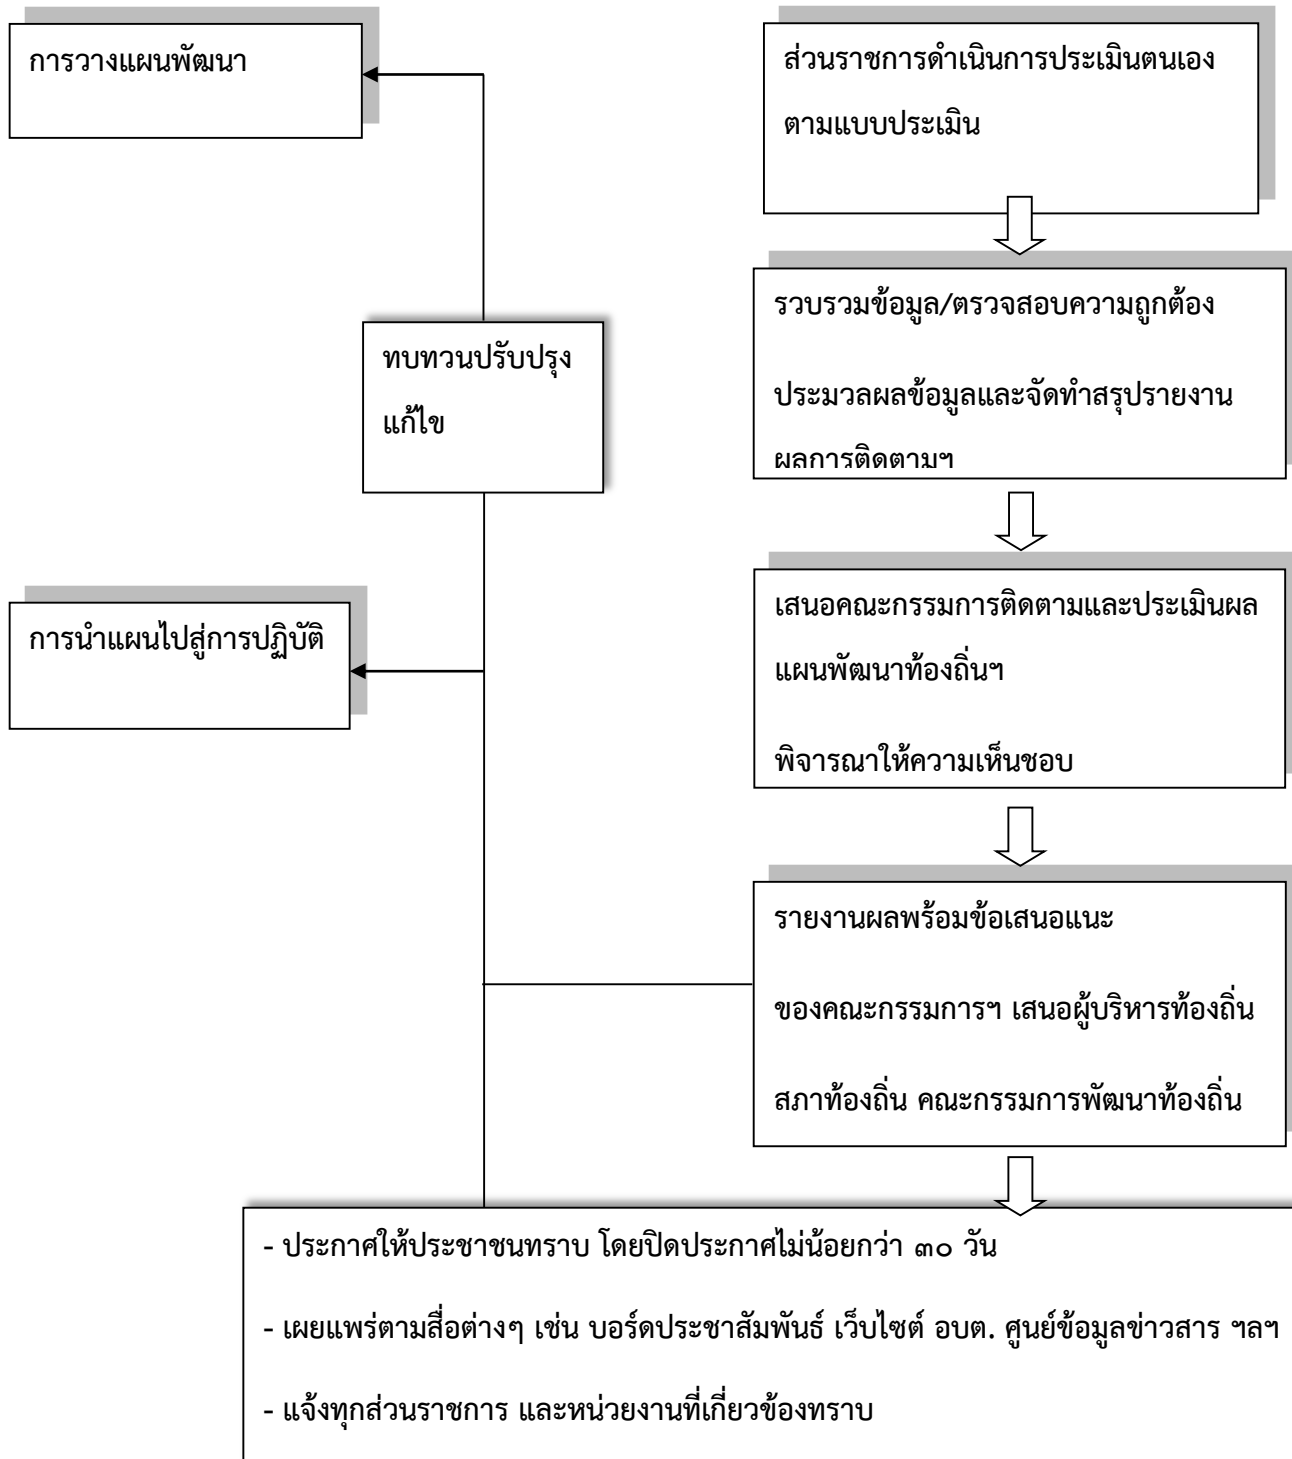 การวางแผนพัฒนา
ส่วนราชการดำเนินการประเมินตนเอง
ตามแบบประเมิน
รวบรวมข้อมูล/ตรวจสอบความถูกต้อง
ประมวลผลข้อมูลและจัดทำสรุปรายงาน
ผลการติดตามฯ
ทบทวนปรับปรุง
แก้ไข
การนำแผนไปสู่การปฏิบัติ
เสนอคณะกรรมการติดตามและประเมินผล
แผนพัฒนาท้องถิ่นฯ
พิจารณาให้ความเห็นชอบ
รายงานผลพร้อมข้อเสนอแนะ
ของคณะกรรมการฯ เสนอผู้บริหารท้องถิ่น
สภาท้องถิ่น คณะกรรมการพัฒนาท้องถิ่น
- ประกาศให้ประชาชนทราบ โดยปิดประกาศไม่น้อยกว่า ๓๐ วัน
- เผยแพร่ตามสื่อต่างๆ เช่น บอร์ดประชาสัมพันธ์ เว็บไซต์ อบต. ศูนย์ข้อมูลข่าวสาร ฯลฯ
- แจ้งทุกส่วนราชการ และหน่วยงานที่เกี่ยวข้องทราบ